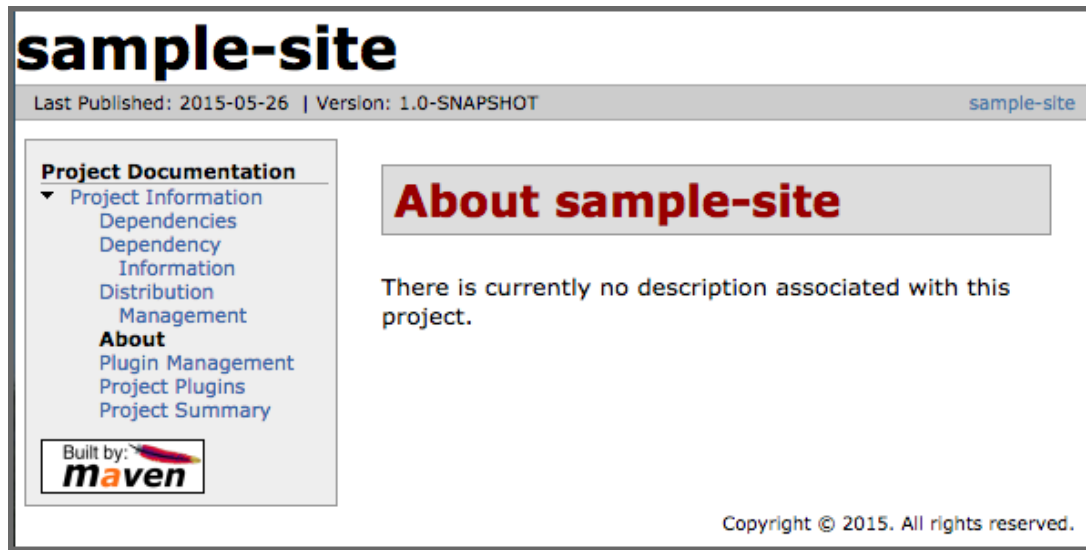 sample-site
Last Published: 2015-05-26 | Version: 1.0-SNAPSHOT
sample-site
Project Documentation
Project Information
Dependencies
Dependency
Information
Distribution
Management
About
Plugin Management
Project Plugins
Project Summary
Built by:
maven
About sample-site
There is currently no description associated with this
project.
Copyright © 2015. All rights reserved.